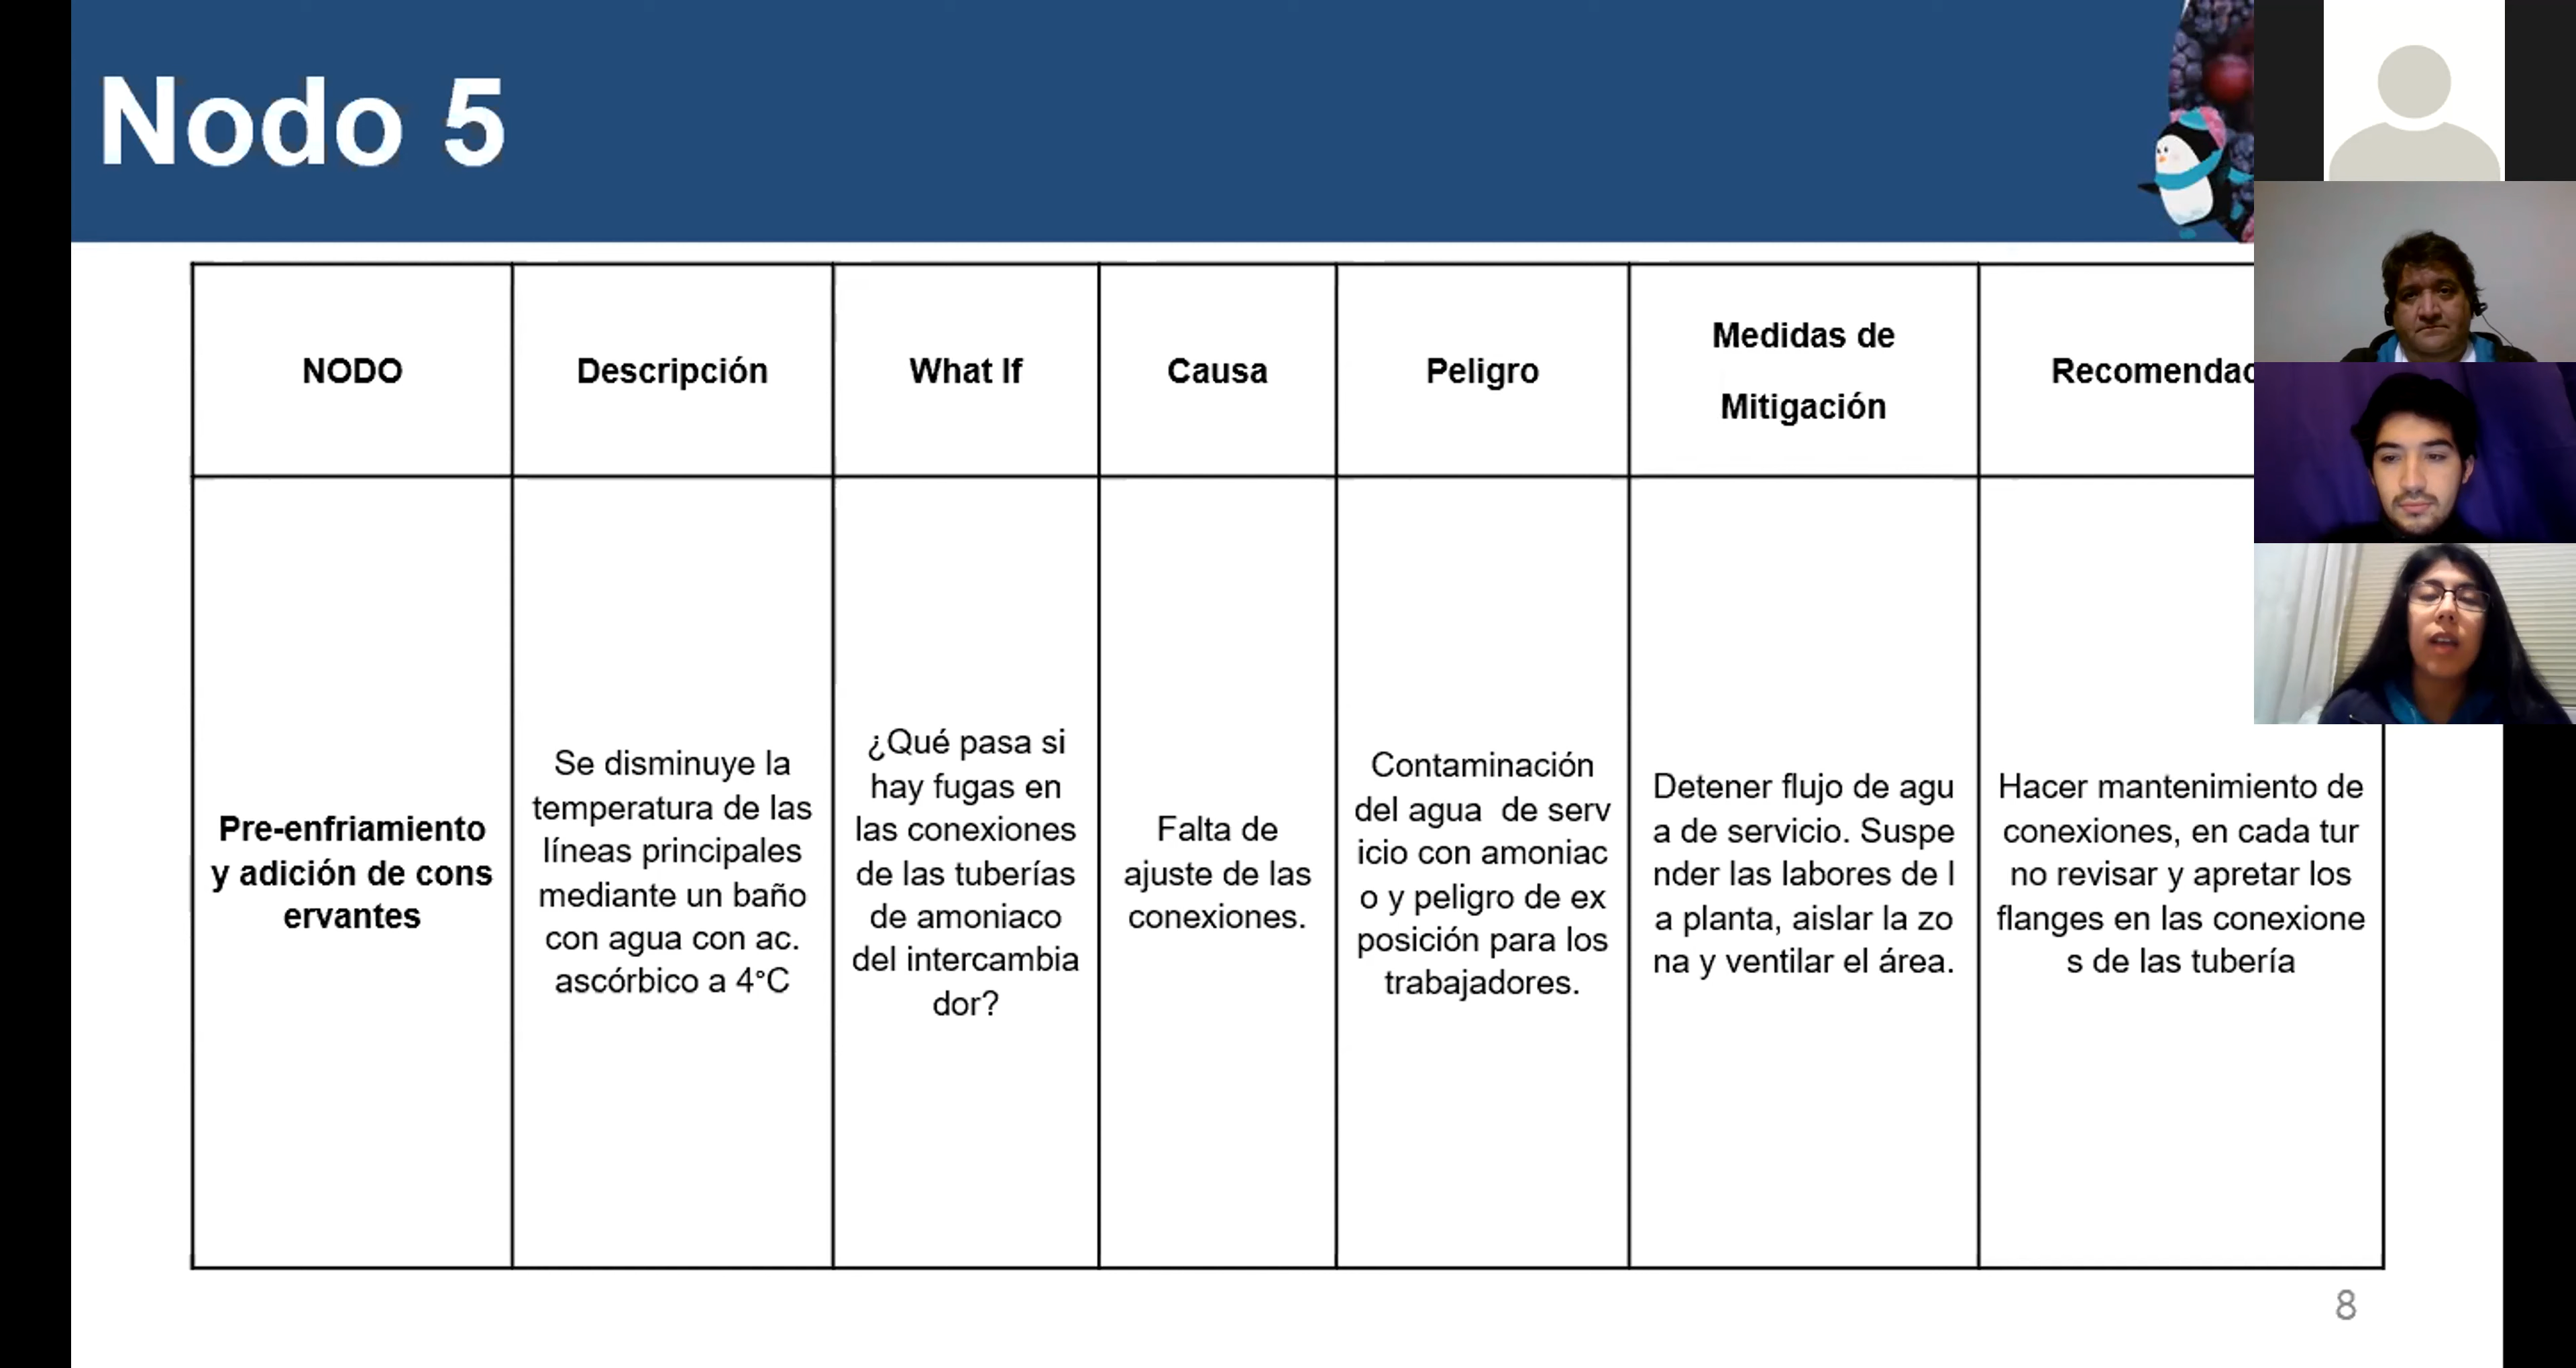 Nodo 5
NODO
Descripción
What If
Causa
Peligro
Medidas de
Mitigación
Recomendac
Pre-enfriamiento
y adición de cons
ervantes
Se disminuye la
temperatura de las
líneas principales
mediante un baño
con agua con ac.
ascórbico a 4°C
¿Qué pasa si
hay fugas en
las conexiones
de las tuberías
de amoniaco
del intercambia
dor?
Falta de
ajuste de las
conexiones.
Contaminación
del agua  de serv
icio con amoniac
o y peligro de ex
posición para los
trabajadores.
Detener flujo de agu
a de servicio. Suspe
nder las labores de l
a planta, aislar la zo
na y ventilar el área.
Hacer mantenimiento de
conexiones, en cada tur
no revisar y apretar los
flanges en las conexione
s de las tubería
8